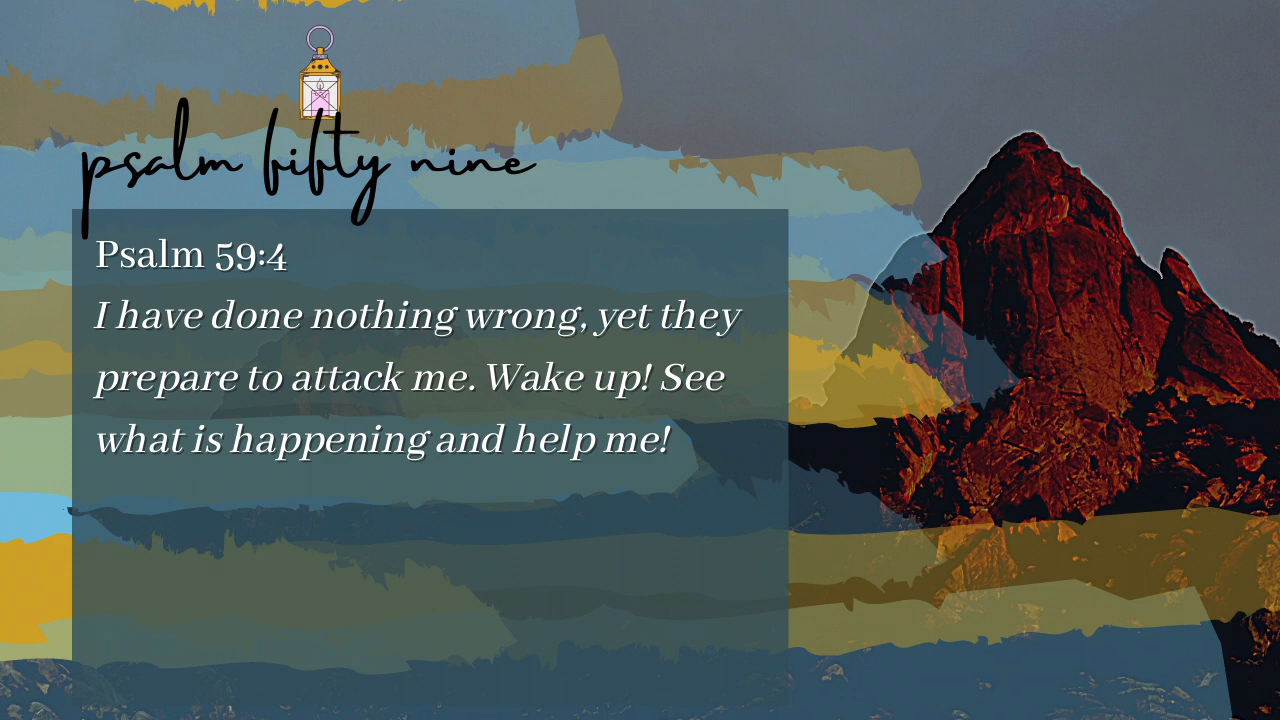 psalm fifty nine
Psalm 59:4
I have done nothing wrong, yet they
prepare to attack me. Wake up! See
what is happening and help me!